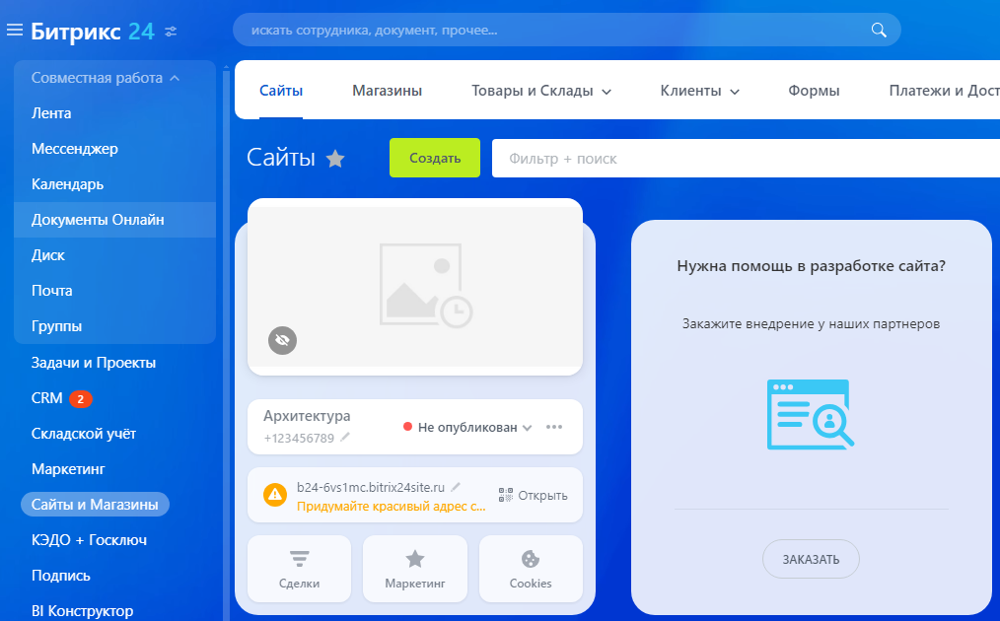 Битрикс 24
искать сотрудника, документ, прочее...
Совместная работа
Лента
Мессенджер
Календарь
Документы Онлайн
Диск
Почта
Группы
Задачи и Проекты
CRM 2
Складской учёт
Маркетинг
Сайты и Магазины
КЭДО + Госключ
Подпись
BI Конструктор
Сайты Магазины Товары и Склады Клиенты Формы Платежи и Дост
Сайты
Создать
Фильтр + поиск
Архитектура
+123456789
Не опубликован
b24-6vs1mc.bitrix24site.ru
Придумайте красивый адрес с...
Открыть
Сделки
Маркетинг
Cookies
Нужна помощь в разработке сайта?
Закажите внедрение у наших партнеров
ЗАКАЗАТЬ